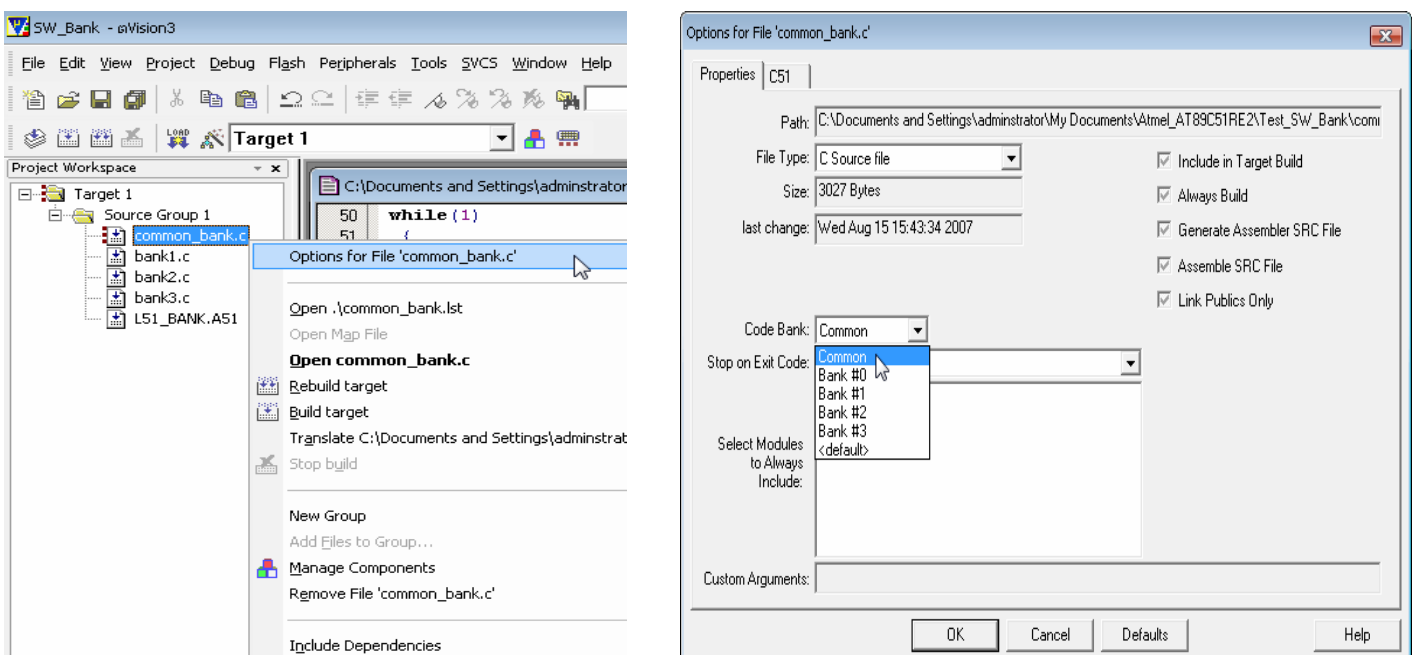 SW_Bank - µVision3
File Edit View Project Debug Flash Peripherals Tools SVCS Window Help
LOAD
Target 1
Project Workspace
Target 1
Source Group 1
common_bank.c
bank1.c
bank2.c
bank3.c
L51_BANK.A51
C:\Documents and Settings\adminstrator
50 while (1)
51 {
Options for File 'common_bank.c'
Open .\common_bank.lst
Open Map File
Open common_bank.c
Rebuild target
Build target
Translate C:\Documents and Settings\adminstrat
Stop build
New Group
Add Files to Group...
Manage Components
Remove File 'common_bank.c'
Include Dependencies
Options for File 'common_bank.c'
Properties C51
Path: C:\Documents and Settings\adminstrator\My Documents\Atmel_AT89C51RE2\Test_SW_Bank\com
File Type: C Source file
Size: 3027 Bytes
last change: Wed Aug 15 15:43:34 2007
Include in Target Build
Always Build
Generate Assembler SRC File
Assemble SRC File
Link Publics Only
Code Bank: Common
Stop on Exit Code:
Common
Bank #0
Bank #1
Bank #2
Bank #3
<default>
Select Modules
to Always
Include:
Custom Arguments:
OK Cancel Defaults Help